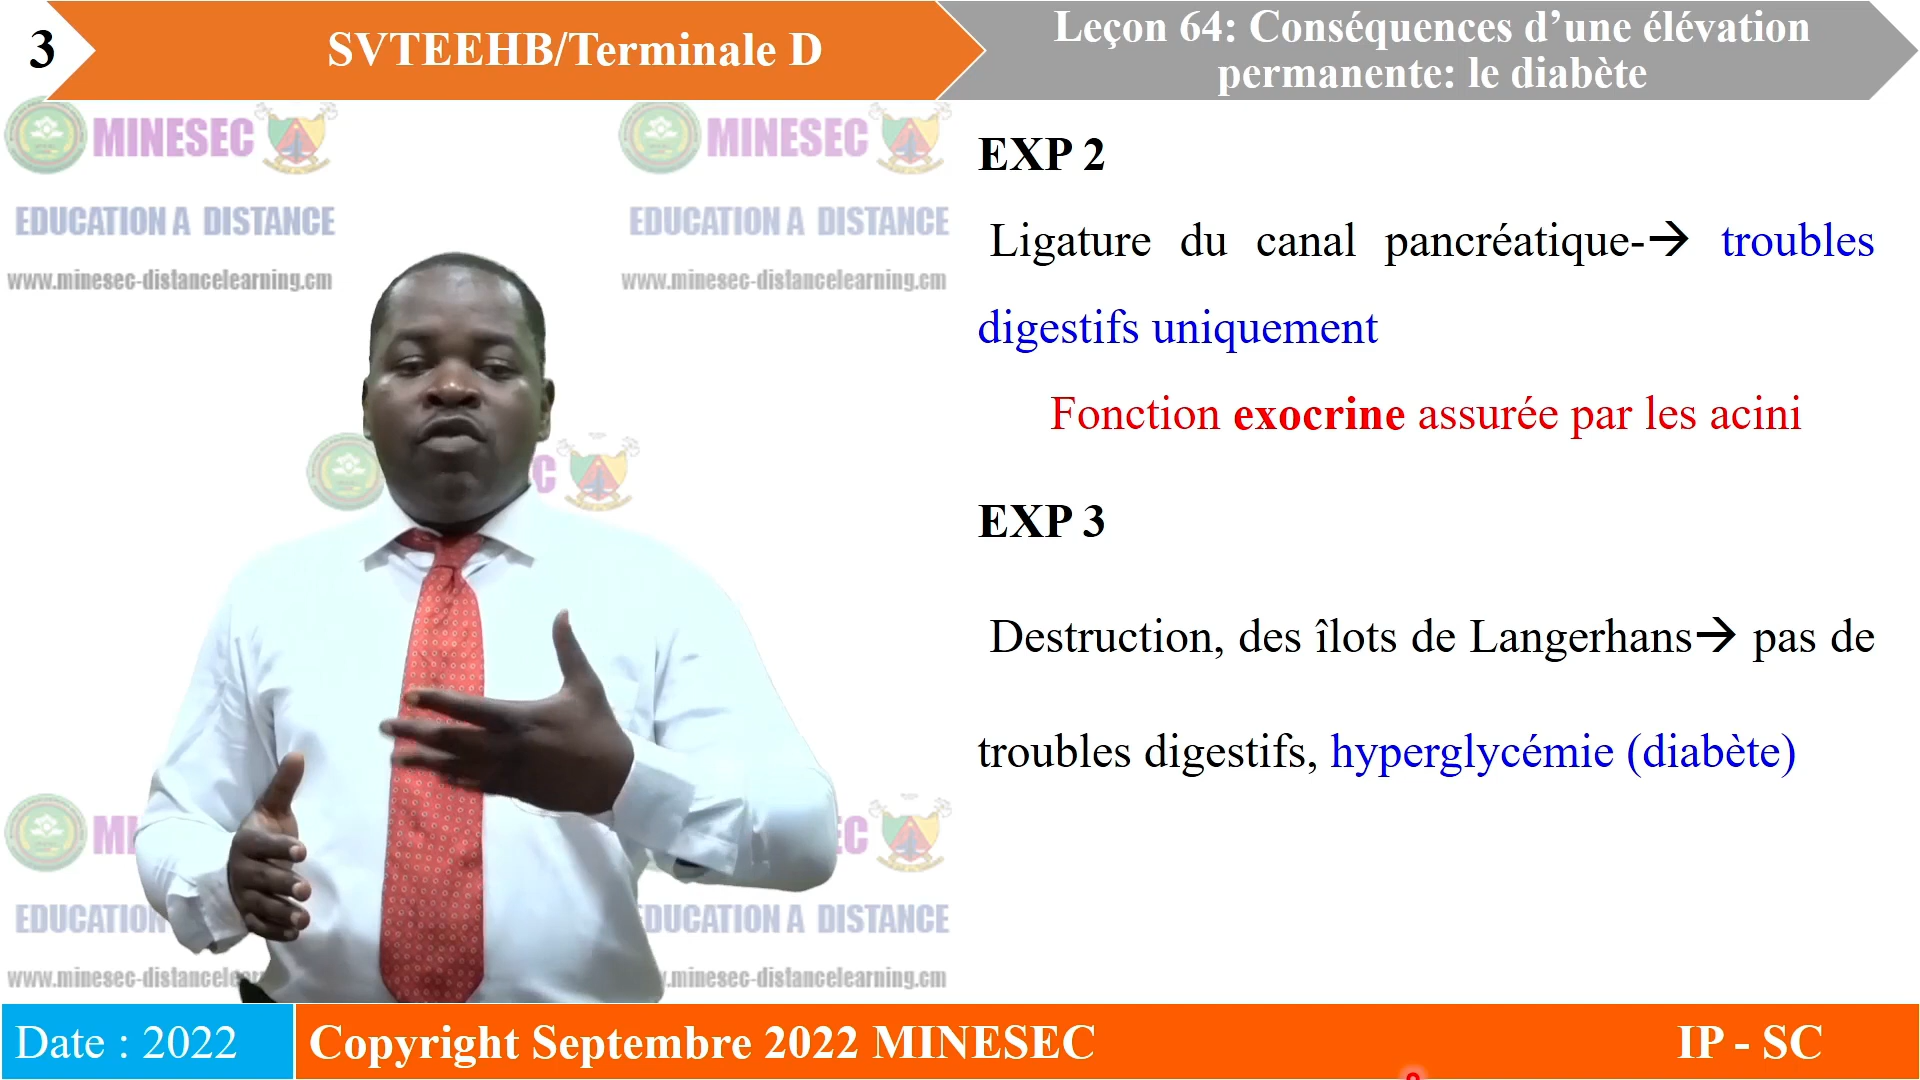 3
SVTEEHB/Terminale D
Leçon 64: Conséquences d’une élévation
permanente: le diabète
MINESEC
EDUCATION A DISTANCE
www.minesec-distancelearning.cm
MINESEC
EDUCATION A DISTANCE
www.minesec-distancelearning.cm
EXP 2
Ligature du canal pancréatique-→ troubles
digestifs uniquement
Fonction exocrine assurée par les acini
EXP 3
Destruction, des îlots de Langerhans→ pas de
troubles digestifs, hyperglycémie (diabète)
EDUCATION A DISTANCE
Date : 2022
Copyright Septembre 2022 MINESEC
IP - SC